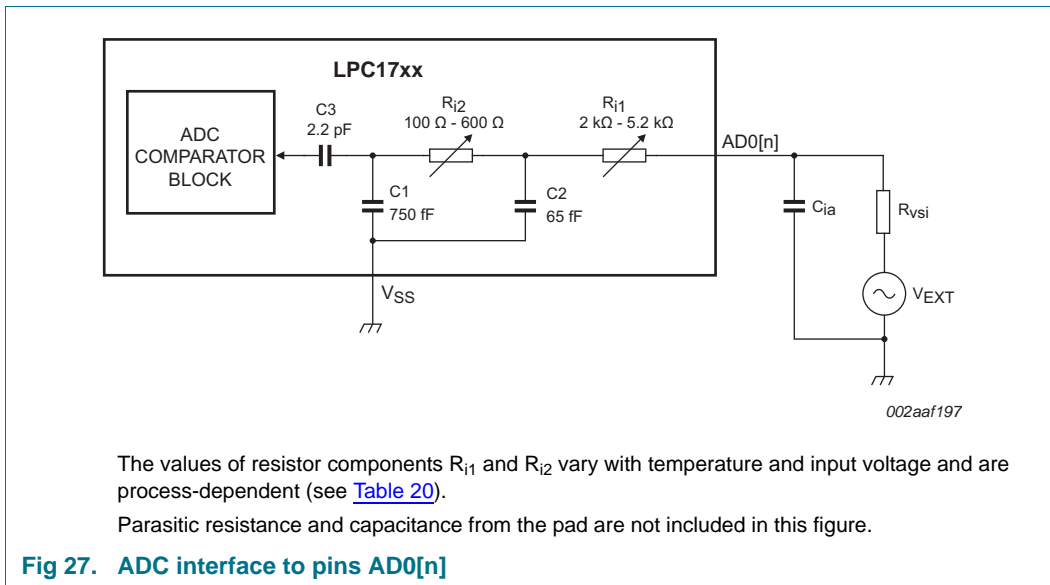 LPC17xx
ADC
COMPARATOR
BLOCK
C3
2.2 pF
Ri2
100 Ω - 600 Ω
Ri1
2 kΩ - 5.2 kΩ
AD0[n]
C1
750 fF
C2
65 fF
Cia
Rvsi
VSS
VEXT
002aaf197
The values of resistor components Ri1 and Ri2 vary with temperature and input voltage and are
process-dependent (see Table 20).
Parasitic resistance and capacitance from the pad are not included in this figure.
Fig 27. ADC interface to pins AD0[n]